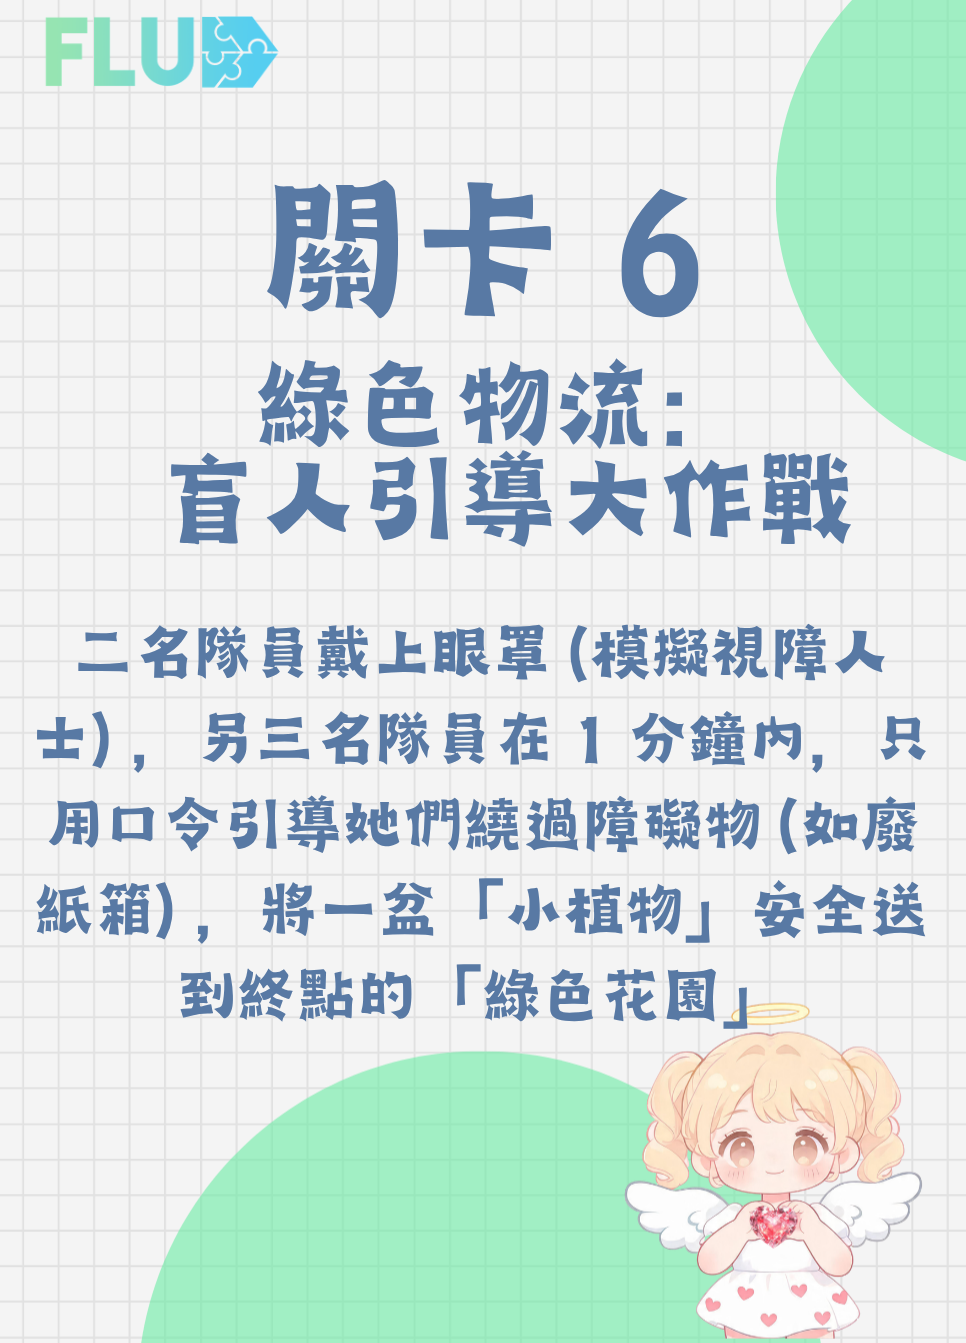 FLU
關卡 6
綠色物流：
盲人引導大作戰
二名隊員戴上眼罩（模擬視障人
士），另三名隊員在 1 分鐘內，只
用口令引導她們繞過障礙物（如廢
紙箱），將一盆「小植物」安全送
到終點的「綠色花園」